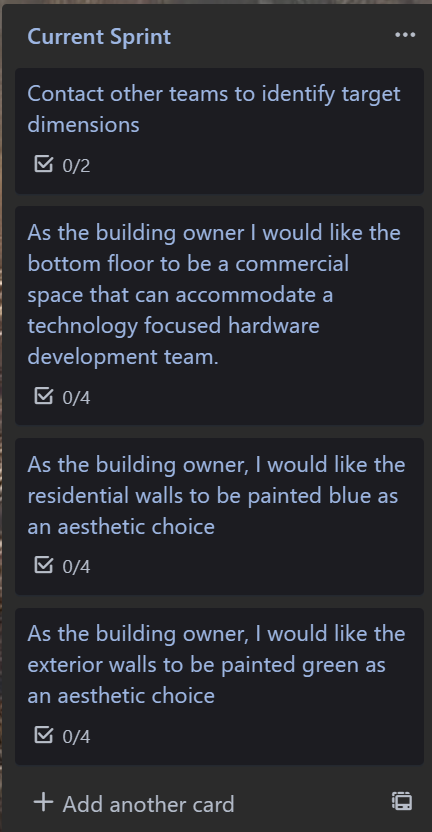 Current Sprint
Contact other teams to identify target
dimensions
0/2
As the building owner I would like the
bottom floor to be a commercial
space that can accommodate a
technology focused hardware
development team.
0/4
As the building owner, I would like the
residential walls to be painted blue as
an aesthetic choice
0/4
As the building owner, I would like the
exterior walls to be painted green as
an aesthetic choice
0/4
Add another card